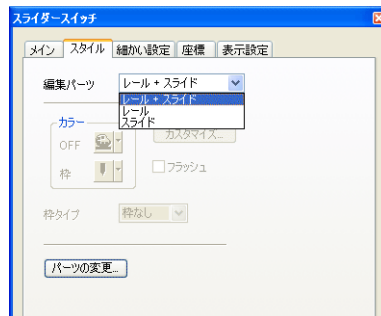 スライダースイッチ
メイン スタイル 細かい設定 座標 表示設定
編集パーツ レール + スライド
レール + スライド
レール
スライド
カラー
OFF
カスタマイズ...
枠
フラッシュ
枠タイプ 枠なし
パーツの変更...